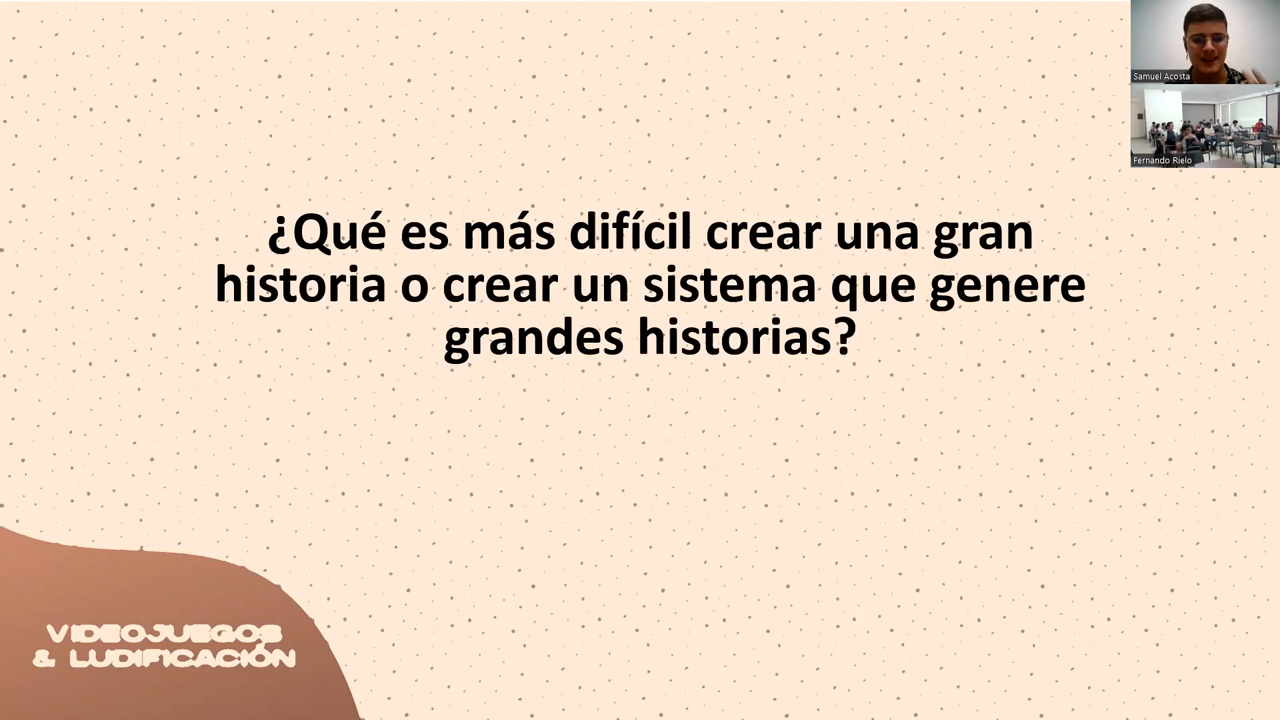 ¿Qué es más difícil crear una gran
historia o crear un sistema que genere
grandes historias?
Samuel Acosta
Fernando Rielo
VIDEOJUEGOS
& LUDIFICACIÓN